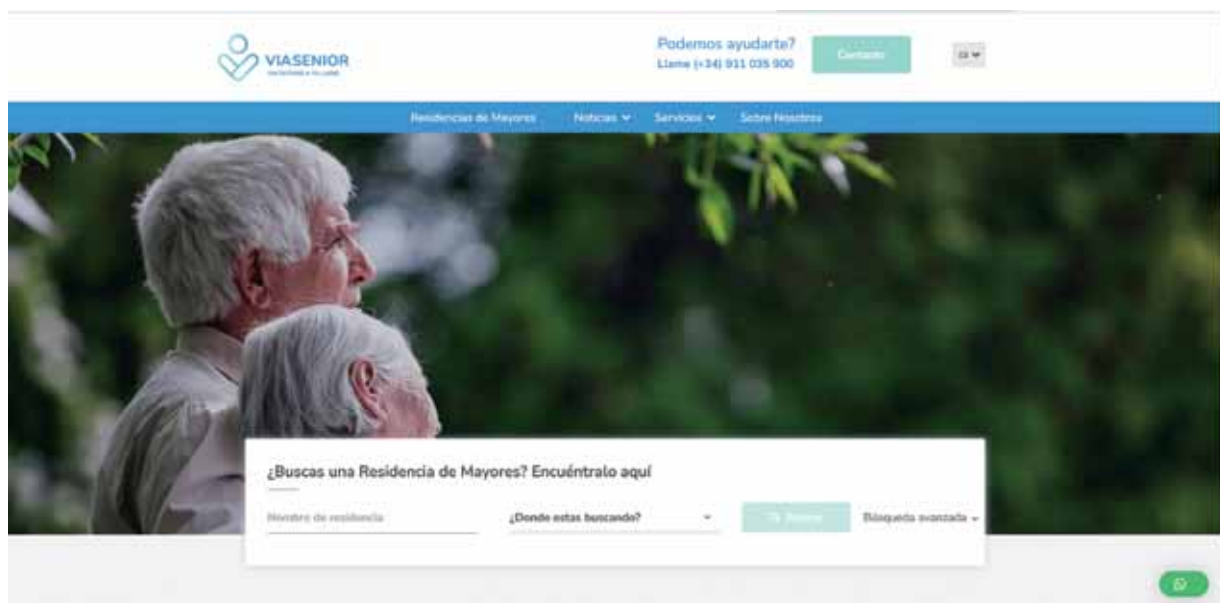 VIASENIOR
Podemos ayudarte?
Llame (+34) 911 035 900
Contacto
ES
Residencias de Mayores Noticias Servicios Sobre Nosotros
¿Buscas una Residencia de Mayores? Encuéntralo aquí
Nombre de residencia ¿Donde estas buscando? Búsqueda avanzada